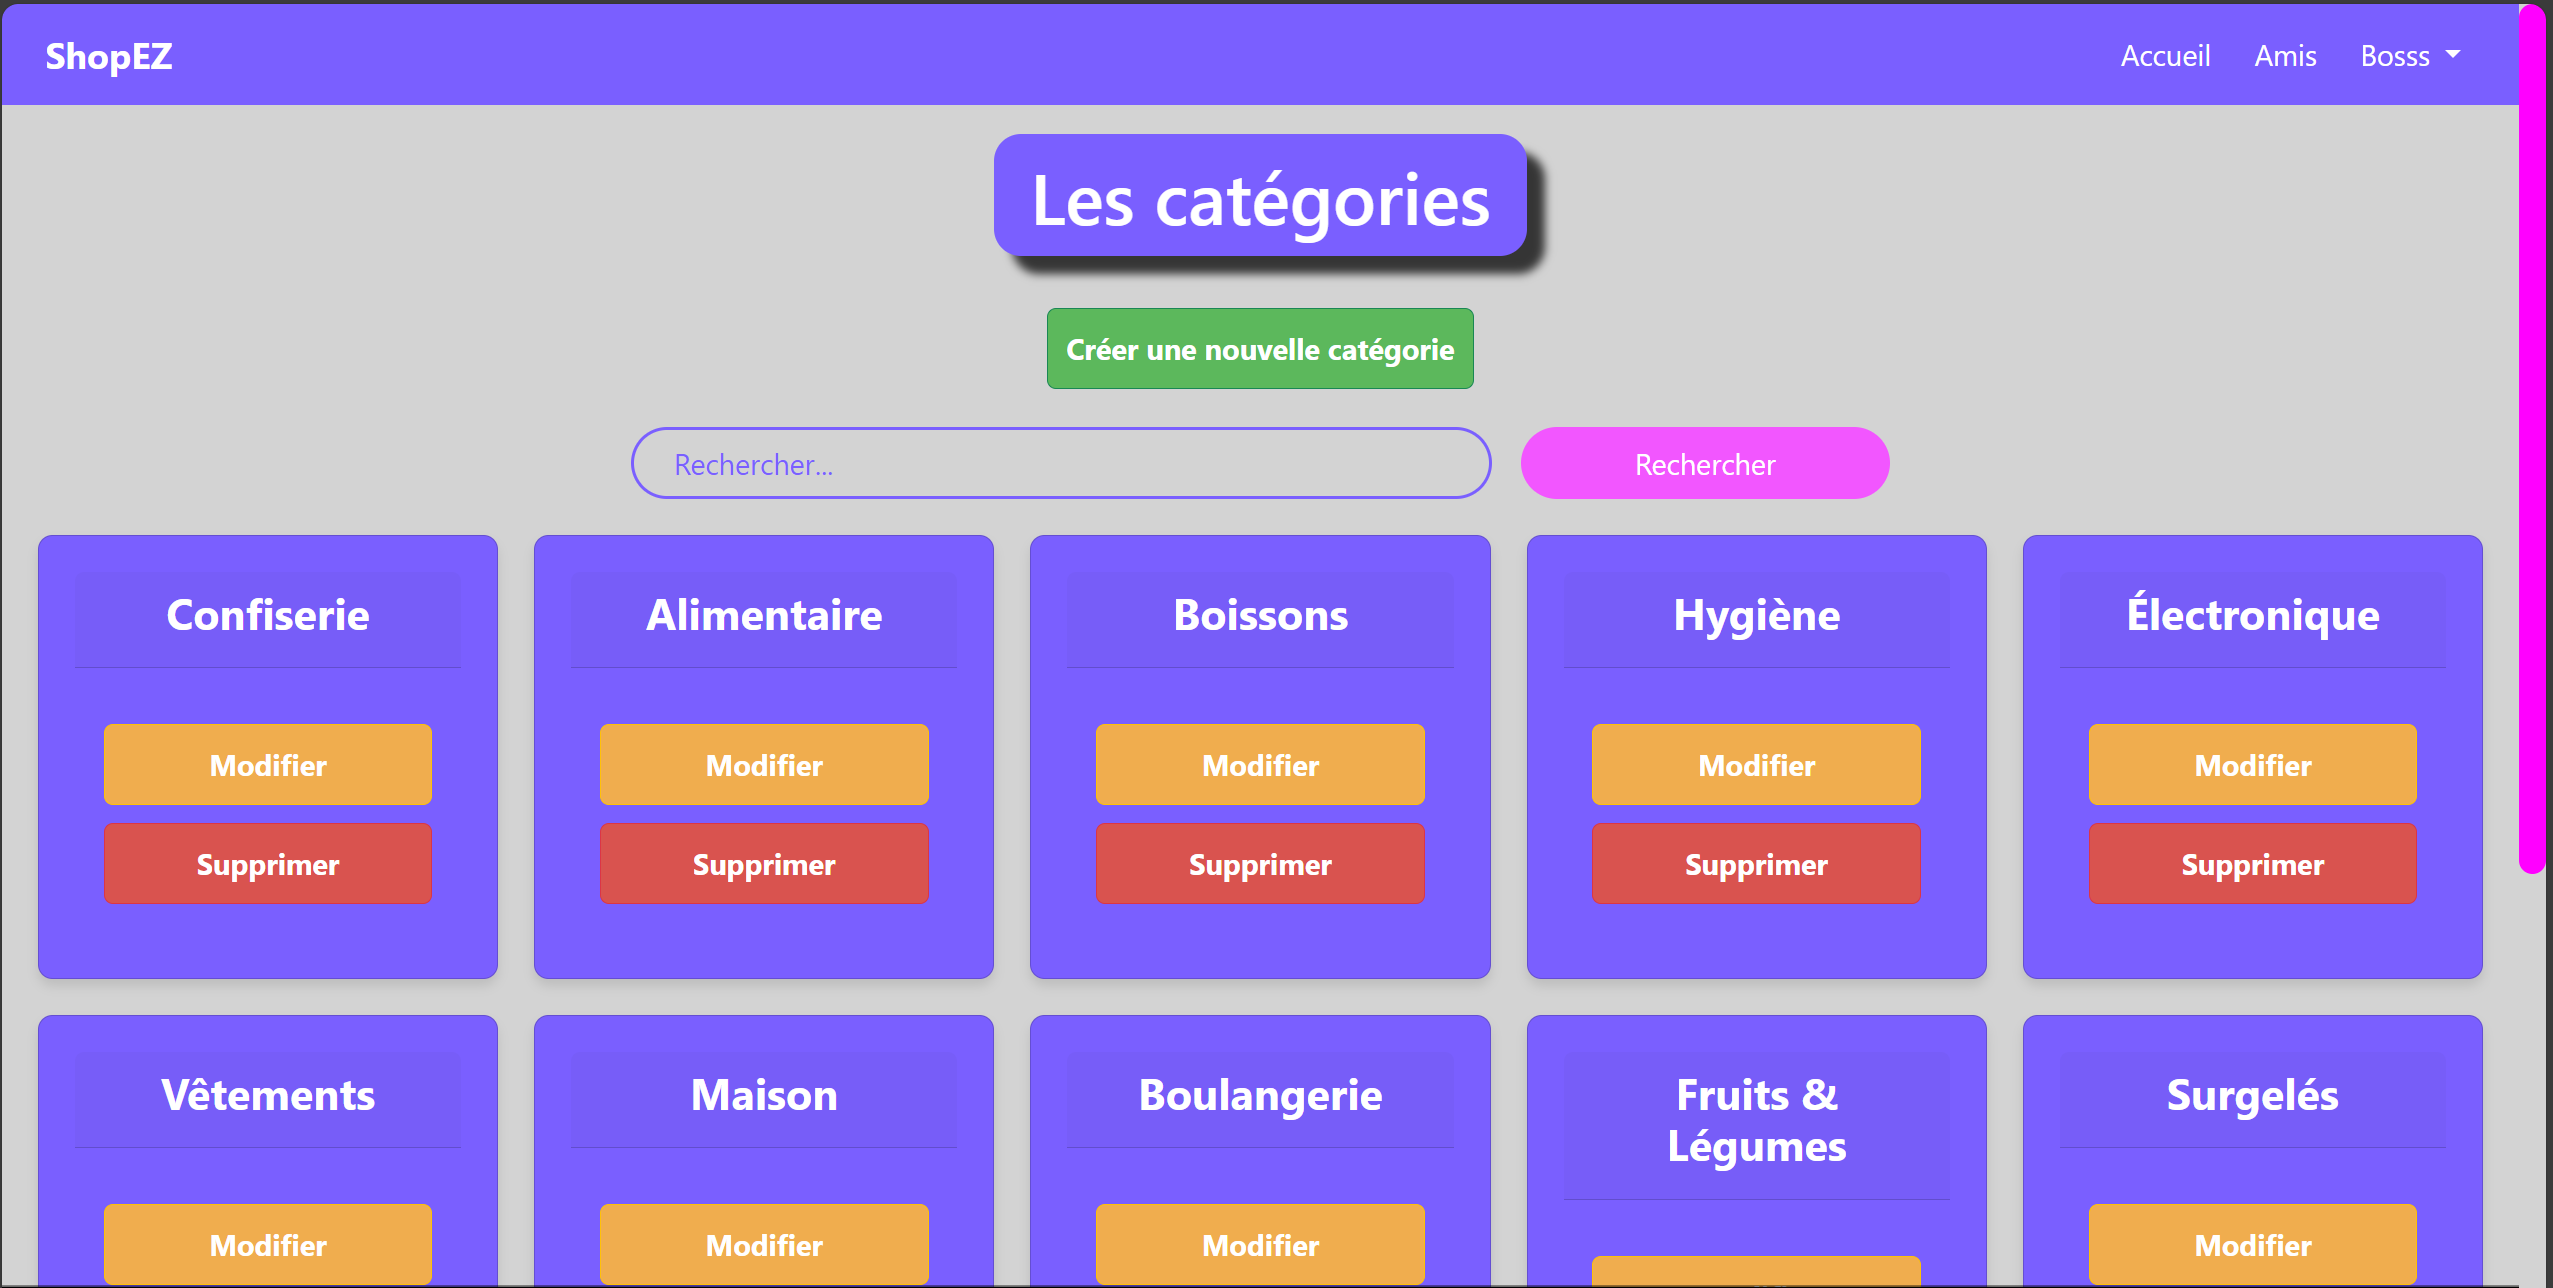 ShopEZ
Accueil Amis Bosss
Les catégories
Créer une nouvelle catégorie
Rechercher... Rechercher
Confiserie Alimentaire Boissons Hygiène Électronique
Modifier Modifier Modifier Modifier Modifier
Supprimer Supprimer Supprimer Supprimer Supprimer
Vêtements Maison Boulangerie Fruits & Surgelés
Légumes
Modifier Modifier Modifier Modifier